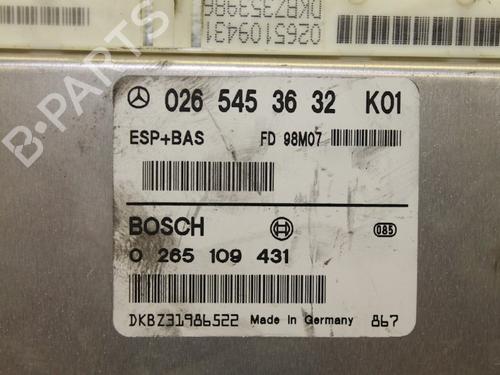 0265109431
DKBZ353986
026 545 36 32 K01
ESP+BAS FD 98M07
BOSCH 085
0 265 109 431
DKBZ31986522 Made in Germany 867
B-PARTS